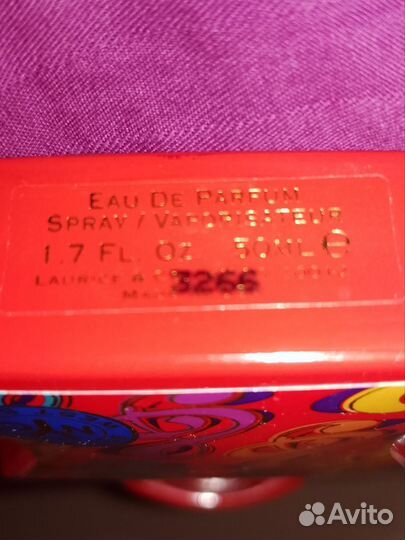 EAU DE PARFUM
SPRAY / VAPORISATEUR
1.7 FL. OZ. 50ML
LAURICE &
3266
Avito